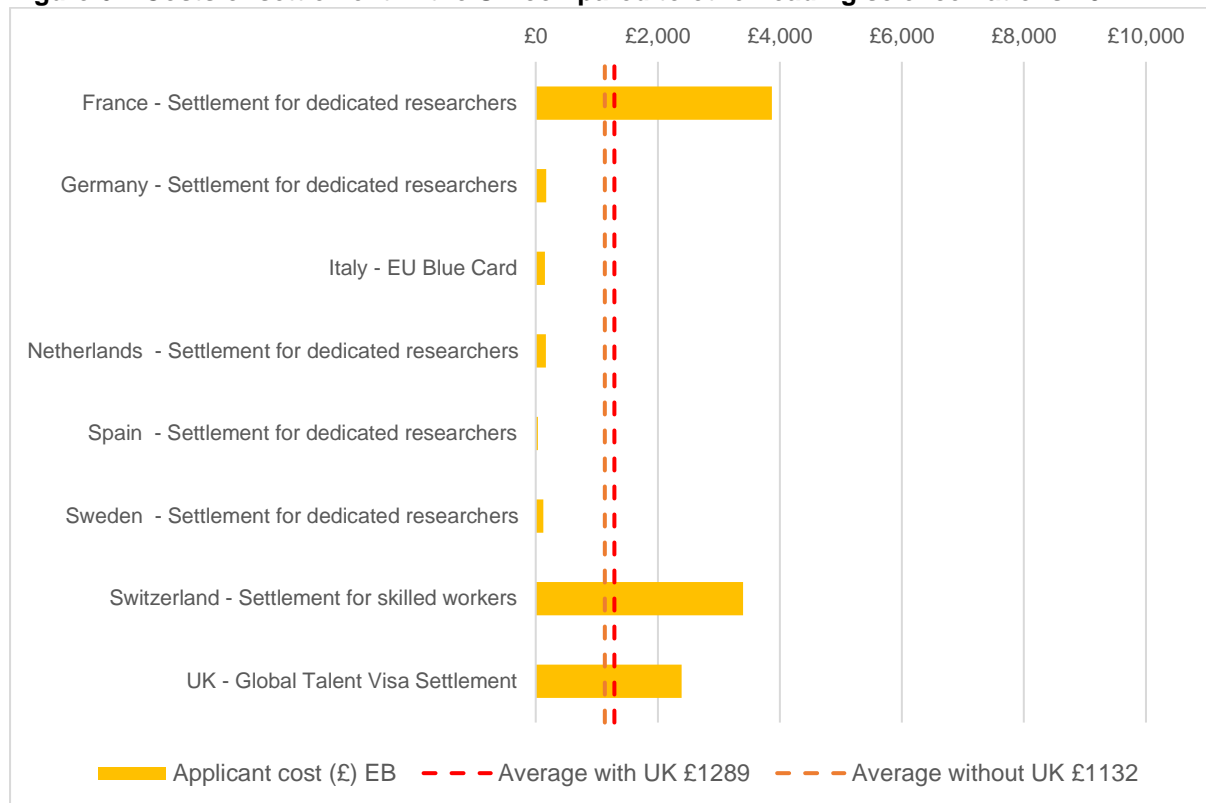 £0 £2,000 £4,000 £6,000 £8,000 £10,000
France - Settlement for dedicated researchers
Germany - Settlement for dedicated researchers
Italy - EU Blue Card
Netherlands - Settlement for dedicated researchers
Spain - Settlement for dedicated researchers
Sweden - Settlement for dedicated researchers
Switzerland - Settlement for skilled workers
UK - Global Talent Visa Settlement
Applicant cost (£) EB Average with UK £1289 Average without UK £1132